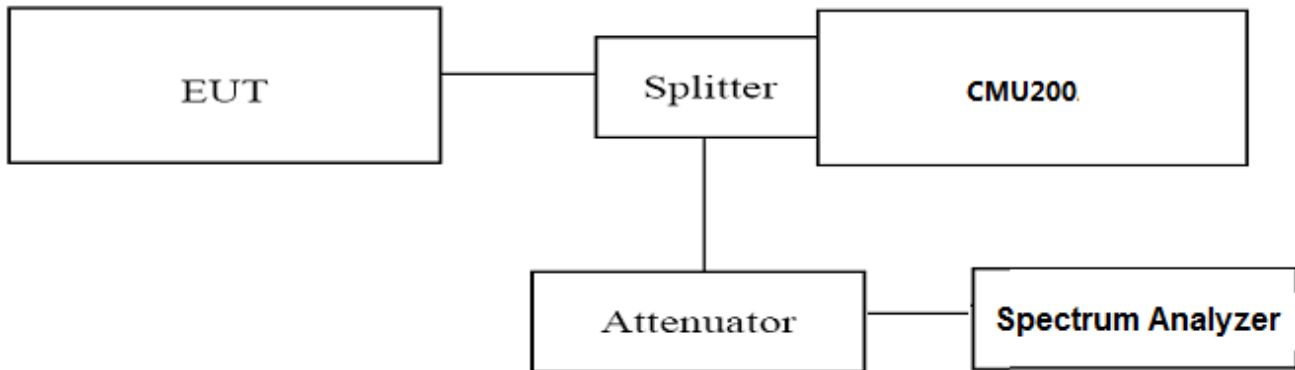 EUT
Splitter
CMU200.
Attenuator
Spectrum Analyzer